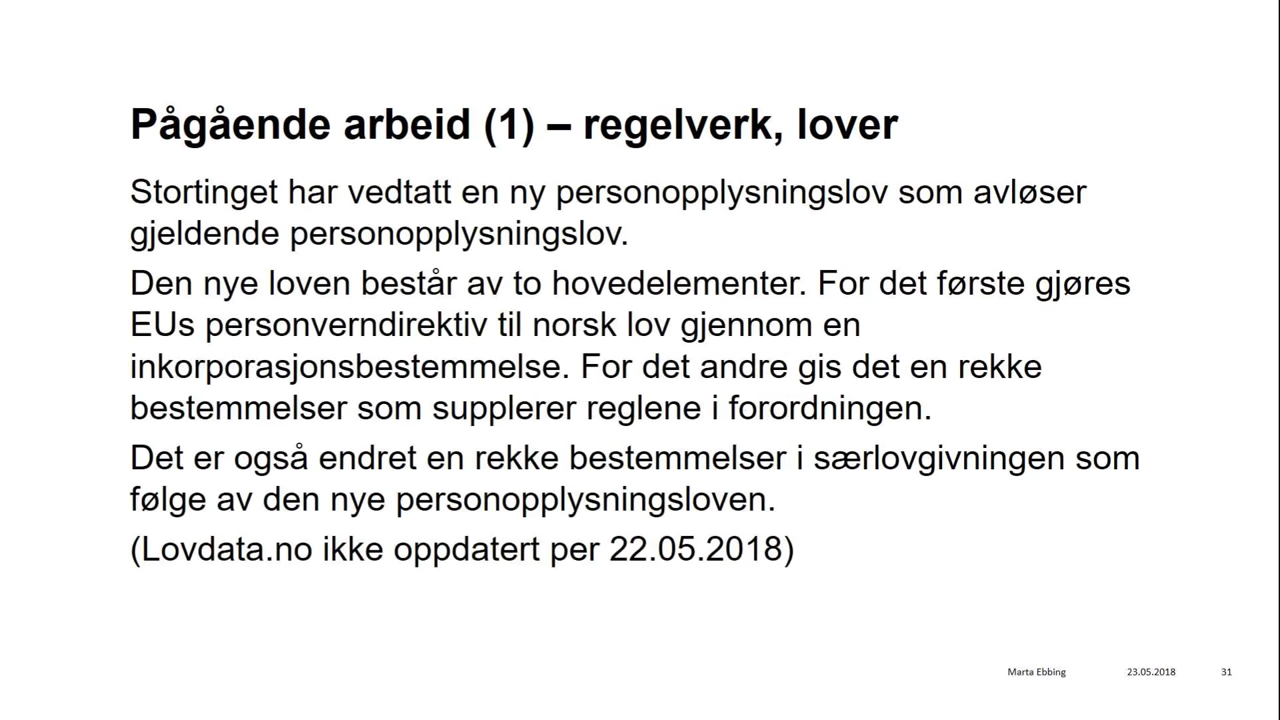 Pågående arbeid (1) – regelverk, lover
Stortinget har vedtatt en ny personopplysningslov som avløser
gjeldende personopplysningslov.
Den nye loven består av to hovedelementer. For det første gjøres
EUs personverndirektiv til norsk lov gjennom en
inkorporasjonsbestemmelse. For det andre gis det en rekke
bestemmelser som supplerer reglene i forordningen.
Det er også endret en rekke bestemmelser i særlovgivningen som
følge av den nye personopplysningsloven.
(Lovdata.no ikke oppdatert per 22.05.2018)
Marta Ebbing 23.05.2018 31